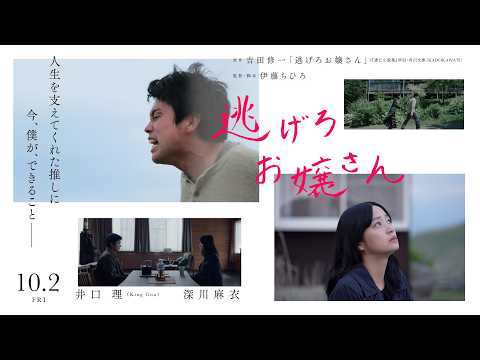 原作 吉田修一「逃げろお嬢さん」
監督・脚本 伊藤ちひろ
逃げろ
お嬢さん
人生を支えてくれた推しに
今、僕が、できること――
10.2
FRI
井口 理 (King Gnu) 深川麻衣